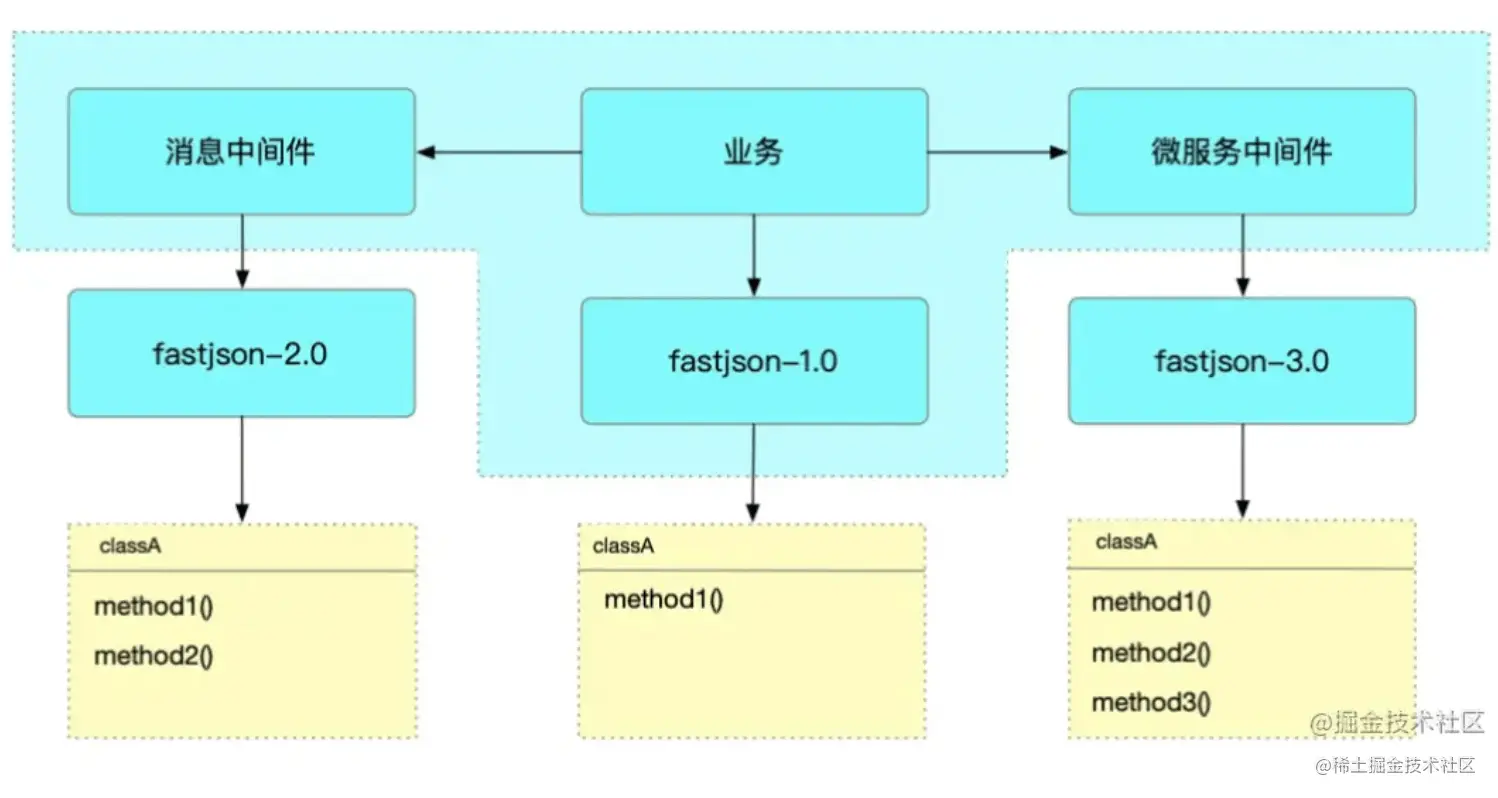 消息中间件
业务
微服务中间件
fastjson-2.0
fastjson-1.0
fastjson-3.0
classA
method1()
method2()
classA
method1()
classA
method1()
method2()
method3()
@掘金技术社区
@稀土掘金技术社区